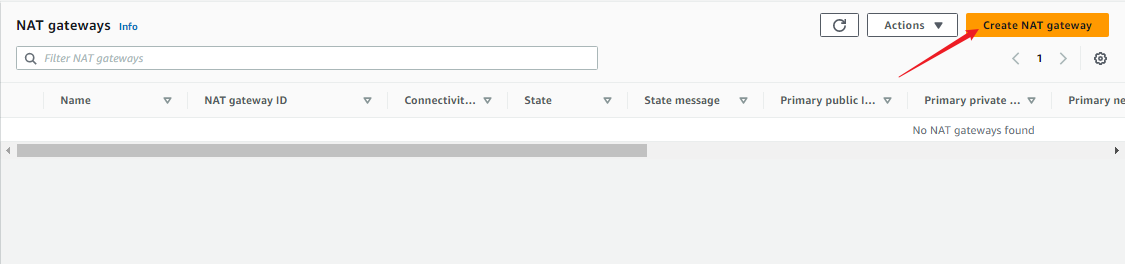 NAT gateways Info
Actions
Create NAT gateway
Filter NAT gateways
1
Name NAT gateway ID Connectivit... State State message Primary public I... Primary private ... Primary ne
No NAT gateways found